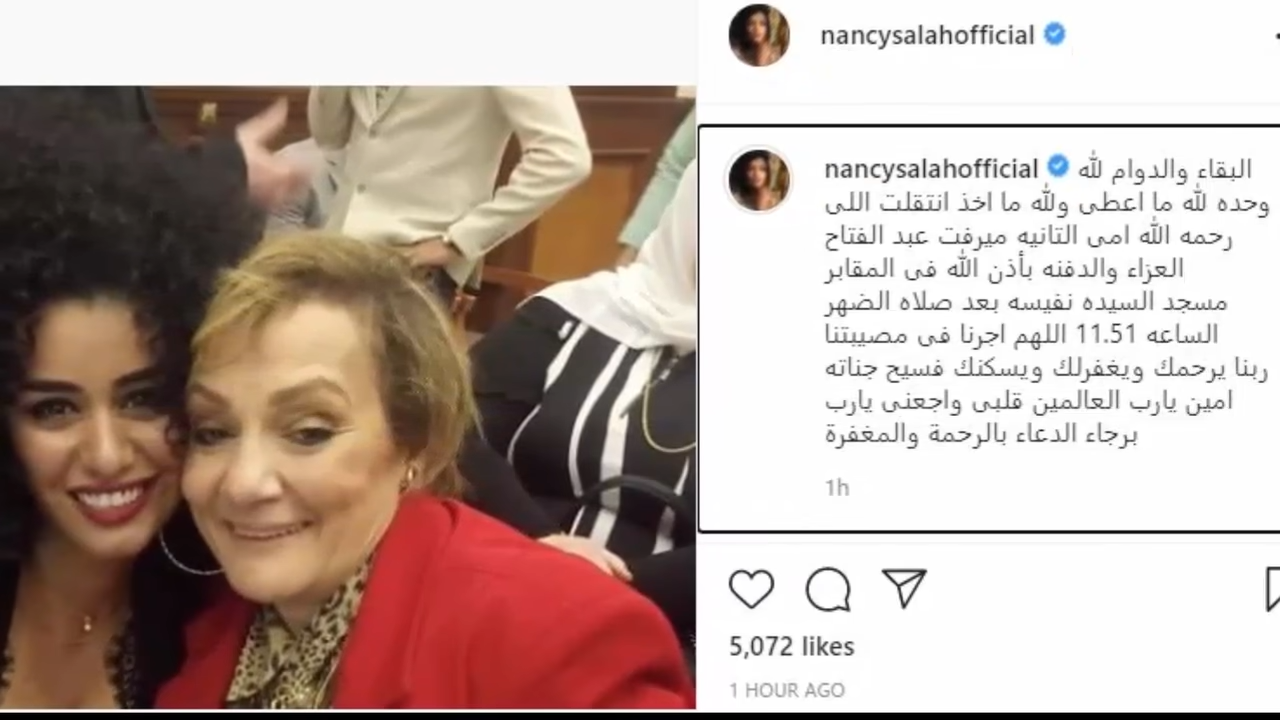 nancysalahofficial
nancysalahofficial البقاء والدوام لله
وحده لله ما اعطى ولله ما اخذ انتقلت اللى
رحمه الله امى التانيه ميرفت عبد الفتاح
العزاء والدفنه بأذن الله فى المقابر
مسجد السيده نفيسه بعد صلاه الضهر
الساعه 11.51 اللهم اجرنا فى مصيبتنا
ربنا يرحمك ويغفرلك ويسكنك فسيح جناته
امين يارب العالمين قلبى واجعنى يارب
برجاء الدعاء بالرحمة والمغفرة
1h
5,072 likes
1 HOUR AGO